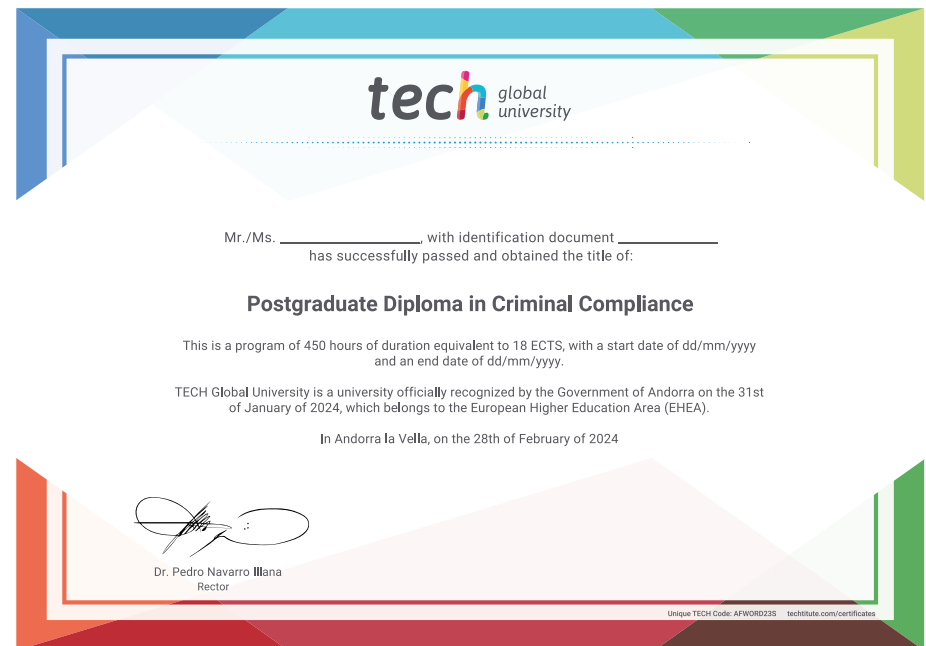 tech global
university
Mr./Ms. ____________, with identification document ____________
has successfully passed and obtained the title of:
Postgraduate Diploma in Criminal Compliance
This is a program of 450 hours of duration equivalent to 18 ECTS, with a start date of dd/mm/yyyy
and an end date of dd/mm/yyyy.
TECH Global University is a university officially recognized by the Government of Andorra on the 31st
of January of 2024, which belongs to the European Higher Education Area (EHEA).
In Andorra la Vella, on the 28th of February of 2024
Dr. Pedro Navarro Illana
Rector
Unique TECH Code: AFWORD23S techtitute.com/certificates